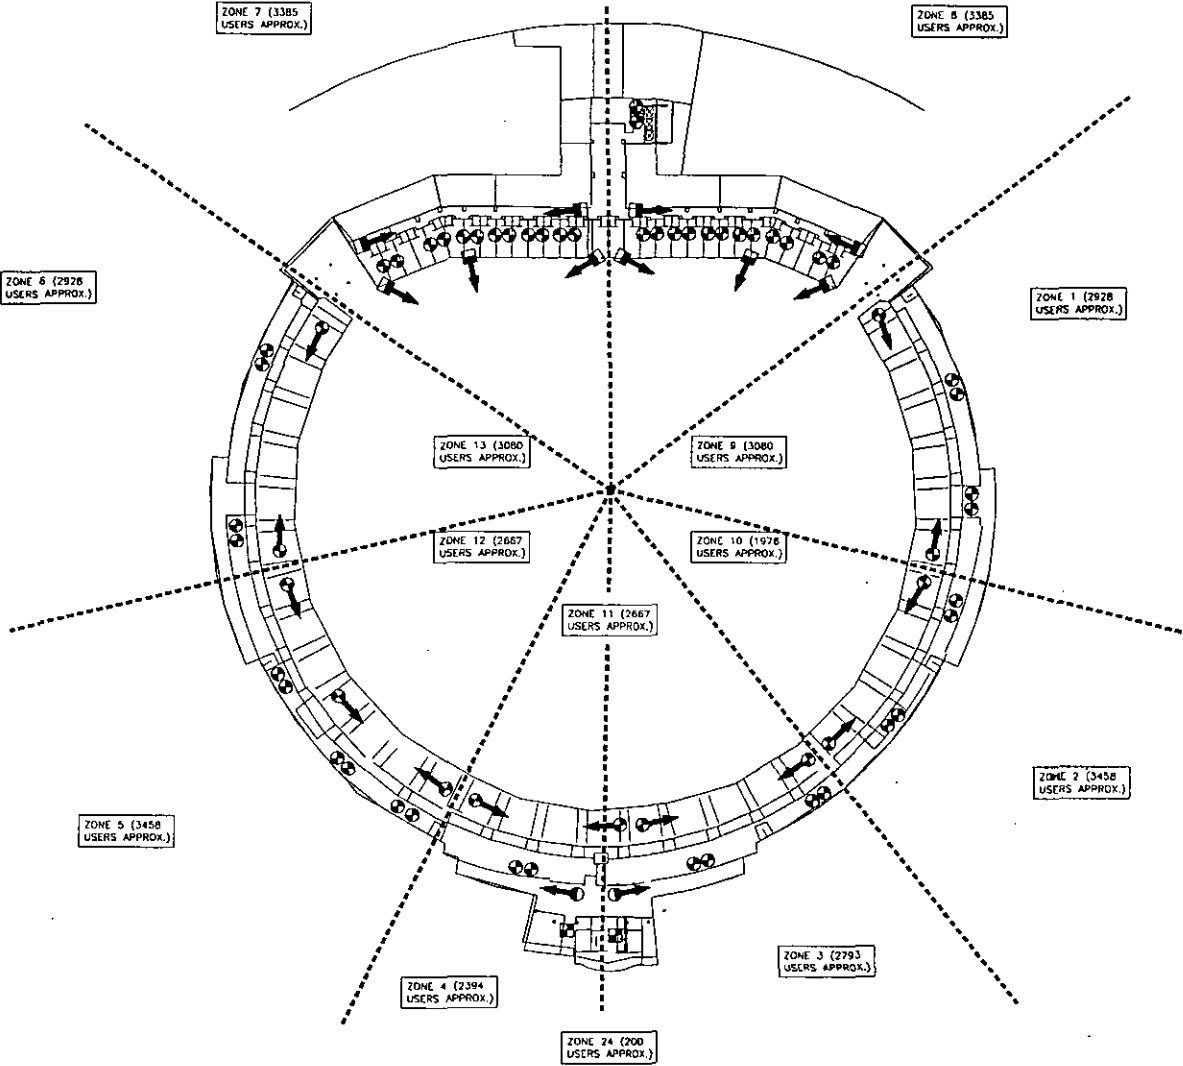 ZONE 7 (3385
USERS APPROX.)
ZONE 8 (3385
USERS APPROX.)
ZONE 6 (2928
USERS APPROX.)
ZONE 1 (2928
USERS APPROX.)
ZONE 13 (3080
USERS APPROX.)
ZONE 9 (3080
USERS APPROX.)
ZONE 12 (2667
USERS APPROX.)
ZONE 10 (1976
USERS APPROX.)
ZONE 11 (2667
USERS APPROX.)
ZONE 2 (3458
USERS APPROX.)
ZONE 5 (3458
USERS APPROX.)
ZONE 3 (2793
USERS APPROX.)
ZONE 4 (2394
USERS APPROX.)
ZONE 24 (200
USERS APPROX.)